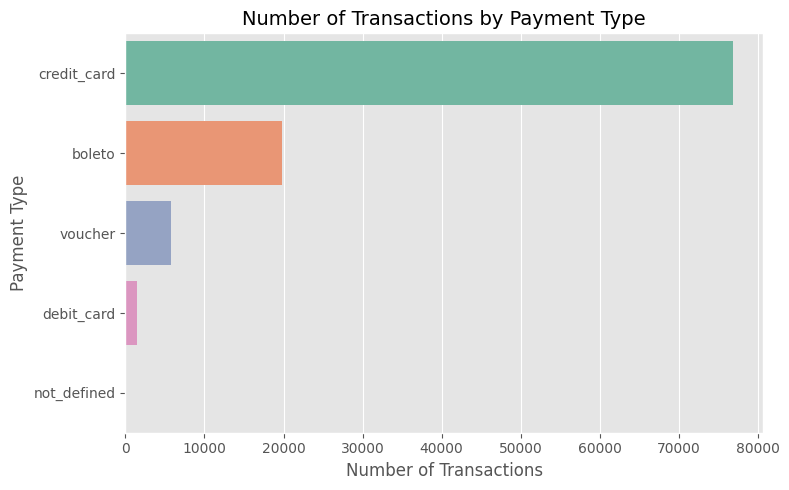 Number of Transactions by Payment Type
Payment Type
credit_card
boleto
voucher
debit_card
not_defined
0 10000 20000 30000 40000 50000 60000 70000 80000
Number of Transactions